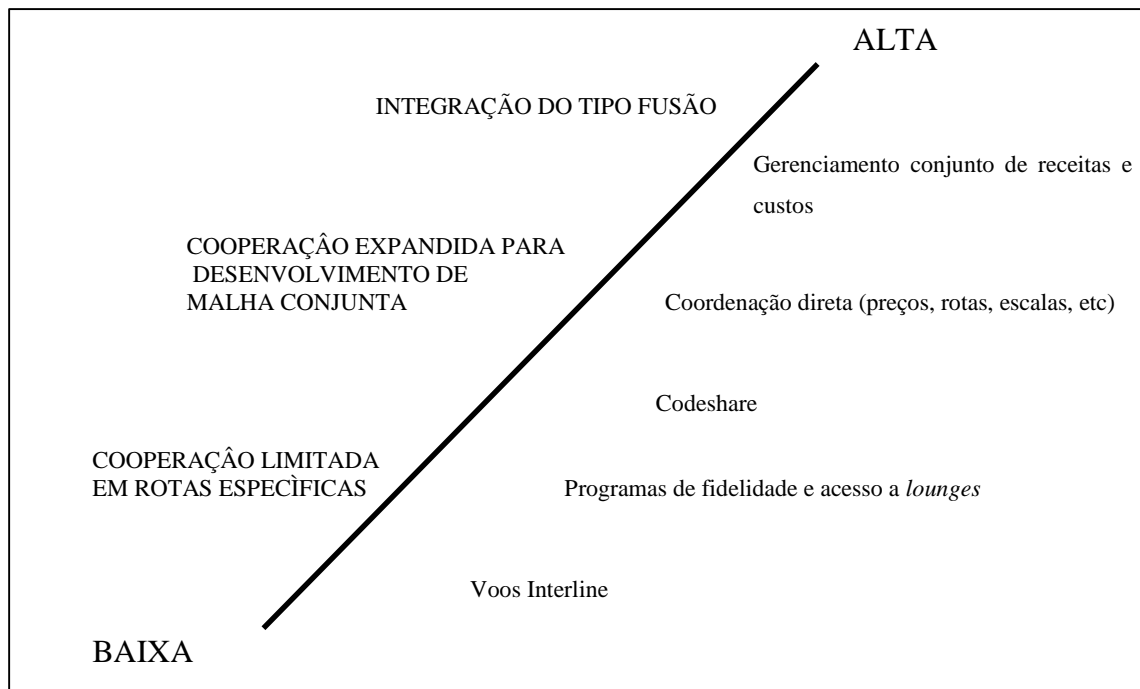 ALTA
INTEGRAÇÃO DO TIPO FUSÃO
Gerenciamento conjunto de receitas e
custos
COOPERAÇÂO EXPANDIDA PARA
DESENVOLVIMENTO DE
MALHA CONJUNTA
Coordenação direta (preços, rotas, escalas, etc)
Codeshare
COOPERAÇÂO LIMITADA
EM ROTAS ESPECÌFICAS
Programas de fidelidade e acesso a lounges
Voos Interline
BAIXA